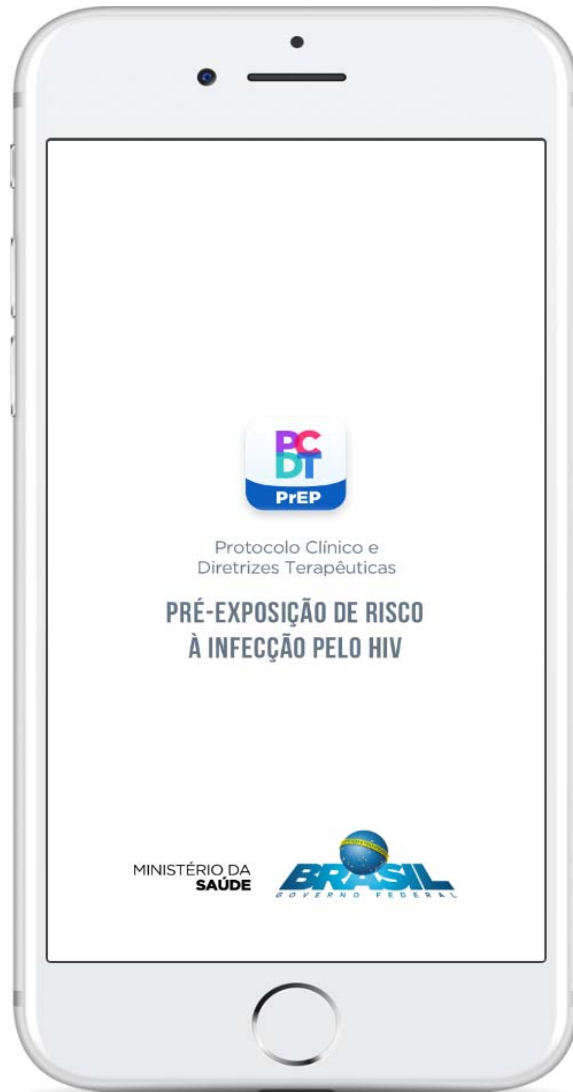 PC
DT
PrEP
Protocolo Clínico e
Diretrizes Terapêuticas
PRÉ-EXPOSIÇÃO DE RISCO
À INFECÇÃO PELO HIV
MINISTÉRIO DA
SAÚDE
BRASIL
GOVERNO FEDERAL